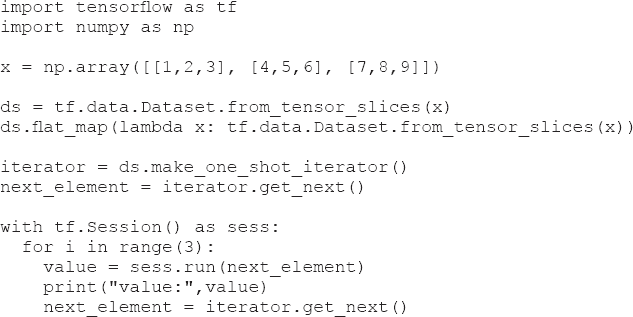 import tensorflow as tf
import numpy as np
x = np.array([[1,2,3], [4,5,6], [7,8,9]])
ds = tf.data.Dataset.from_tensor_slices(x)
ds.flat_map(lambda x: tf.data.Dataset.from_tensor_slices(x))
iterator = ds.make_one_shot_iterator()
next_element = iterator.get_next()
with tf.Session() as sess:
  for i in range(3):
    value = sess.run(next_element)
    print("value:",value)
    next_element = iterator.get_next()